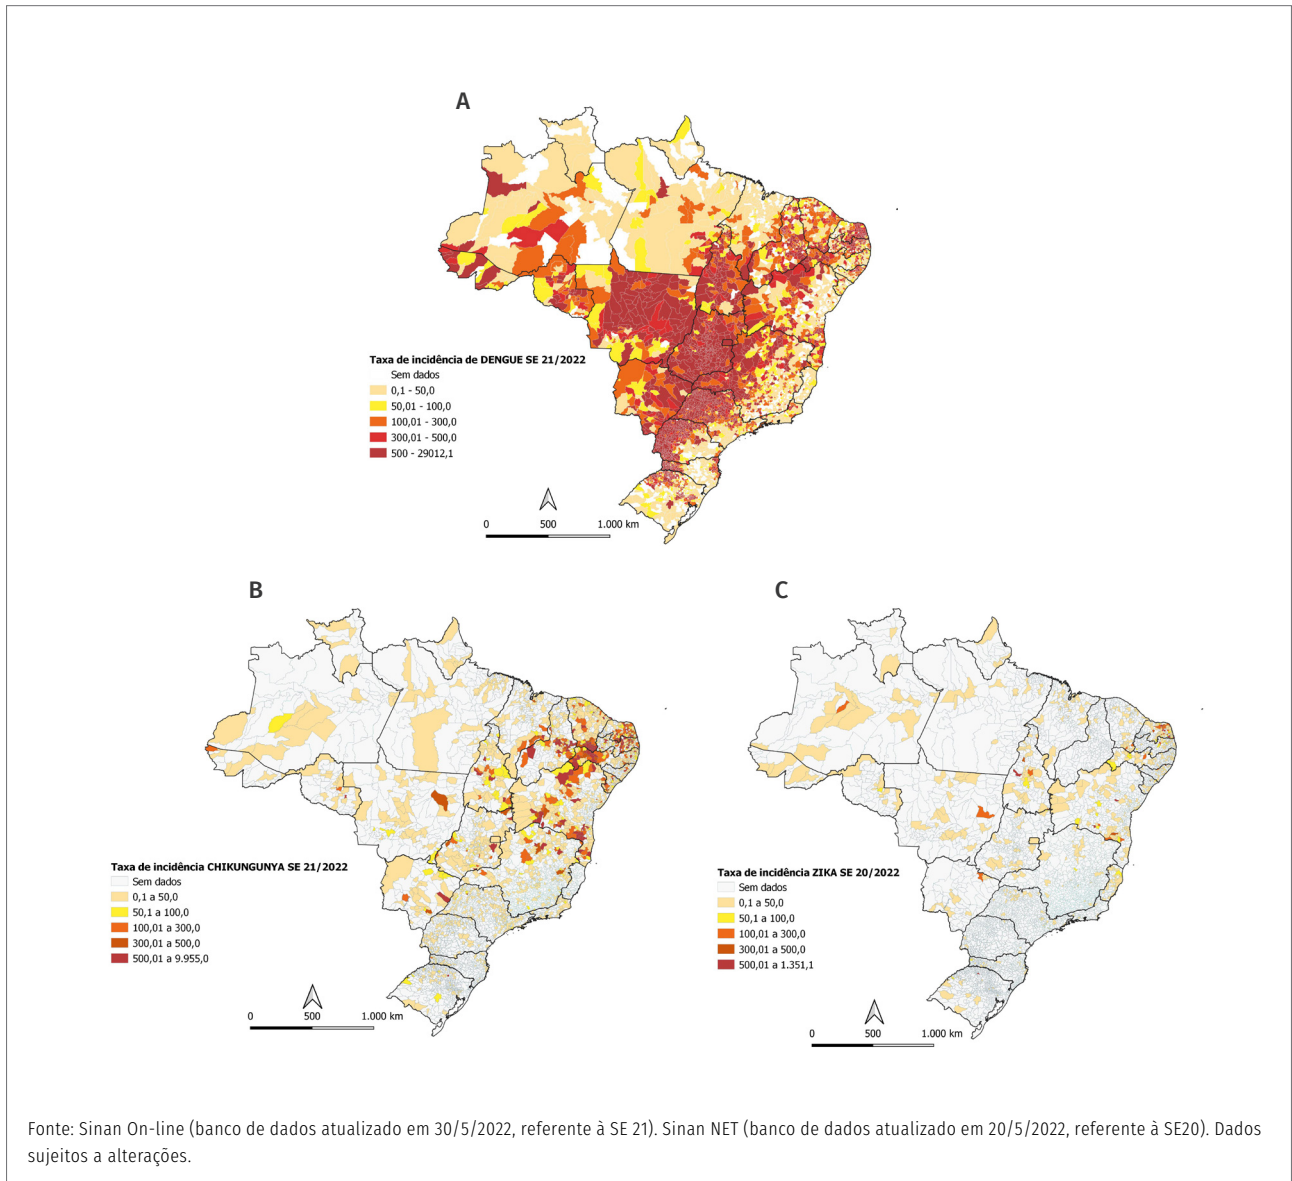 A
Taxa de incidência de DENGUE SE 21/2022
Sem dados
0,1 - 50,0
50,01 - 100,0
100,01 - 300,0
300,01 - 500,0
500 - 29012,1
0 500 1.000 km
B
Taxa de incidência CHIKUNGUNYA SE 21/2022
Sem dados
0,1 a 50,0
50,1 a 100,0
100,01 a 300,0
300,01 a 500,0
500,01 a 9.955,0
0 500 1.000 km
C
Taxa de incidência ZIKA SE 20/2022
Sem dados
0,1 a 50,0
50,1 a 100,0
100,01 a 300,0
300,01 a 500,0
500,01 a 1.351,1
0 500 1.000 km
Fonte: Sinan On-line (banco de dados atualizado em 30/5/2022, referente à SE 21). Sinan NET (banco de dados atualizado em 20/5/2022, referente à SE20). Dados
sujeitos a alterações.